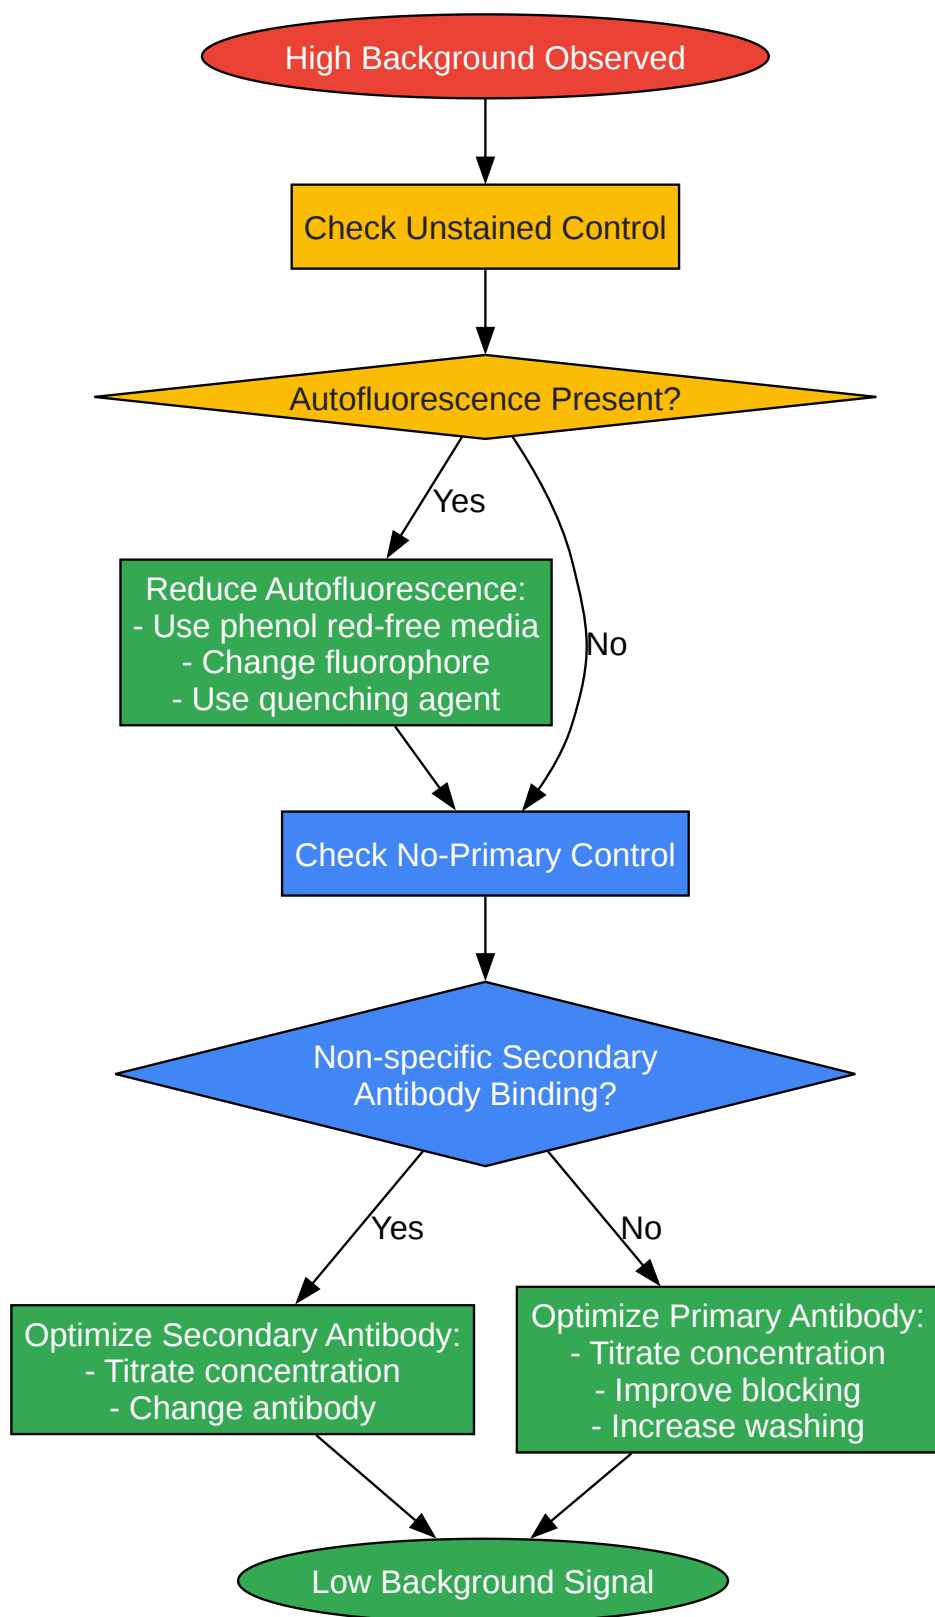 High Background Observed
Check Unstained Control
Autofluorescence Present?
Yes
Reduce Autofluorescence:
- Use phenol red-free media
- Change fluorophore
- Use quenching agent
No
Check No-Primary Control
Non-specific Secondary
Antibody Binding?
Yes
No
Optimize Secondary Antibody:
- Titrate concentration
- Change antibody
Optimize Primary Antibody:
- Titrate concentration
- Improve blocking
- Increase washing
Low Background Signal